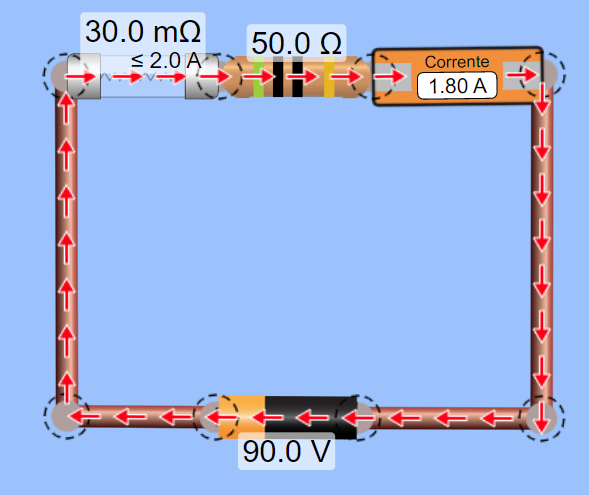 30.0 mΩ
≤ 2.0 A
50.0 Ω
Corrente
1.80 A
90.0 V